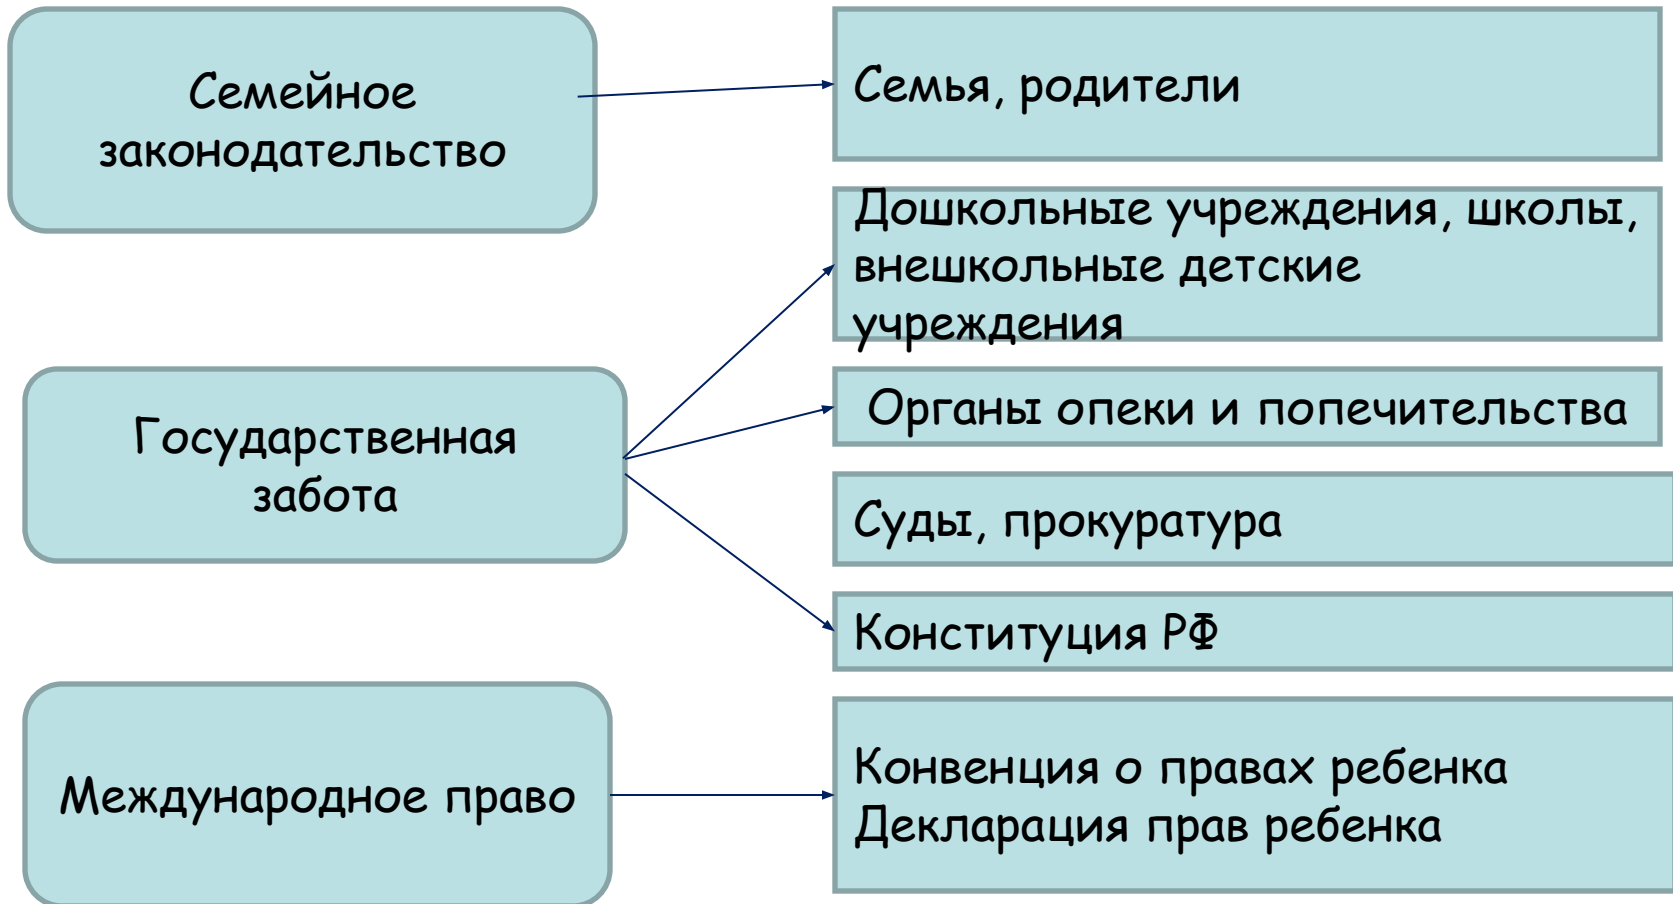 Семейное
законодательство
Семья, родители
Дошкольные учреждения, школы,
внешкольные детские
учреждения
Государственная
забота
Органы опеки и попечительства
Суды, прокуратура
Конституция РФ
Международное право
Конвенция о правах ребенка
Декларация прав ребенка